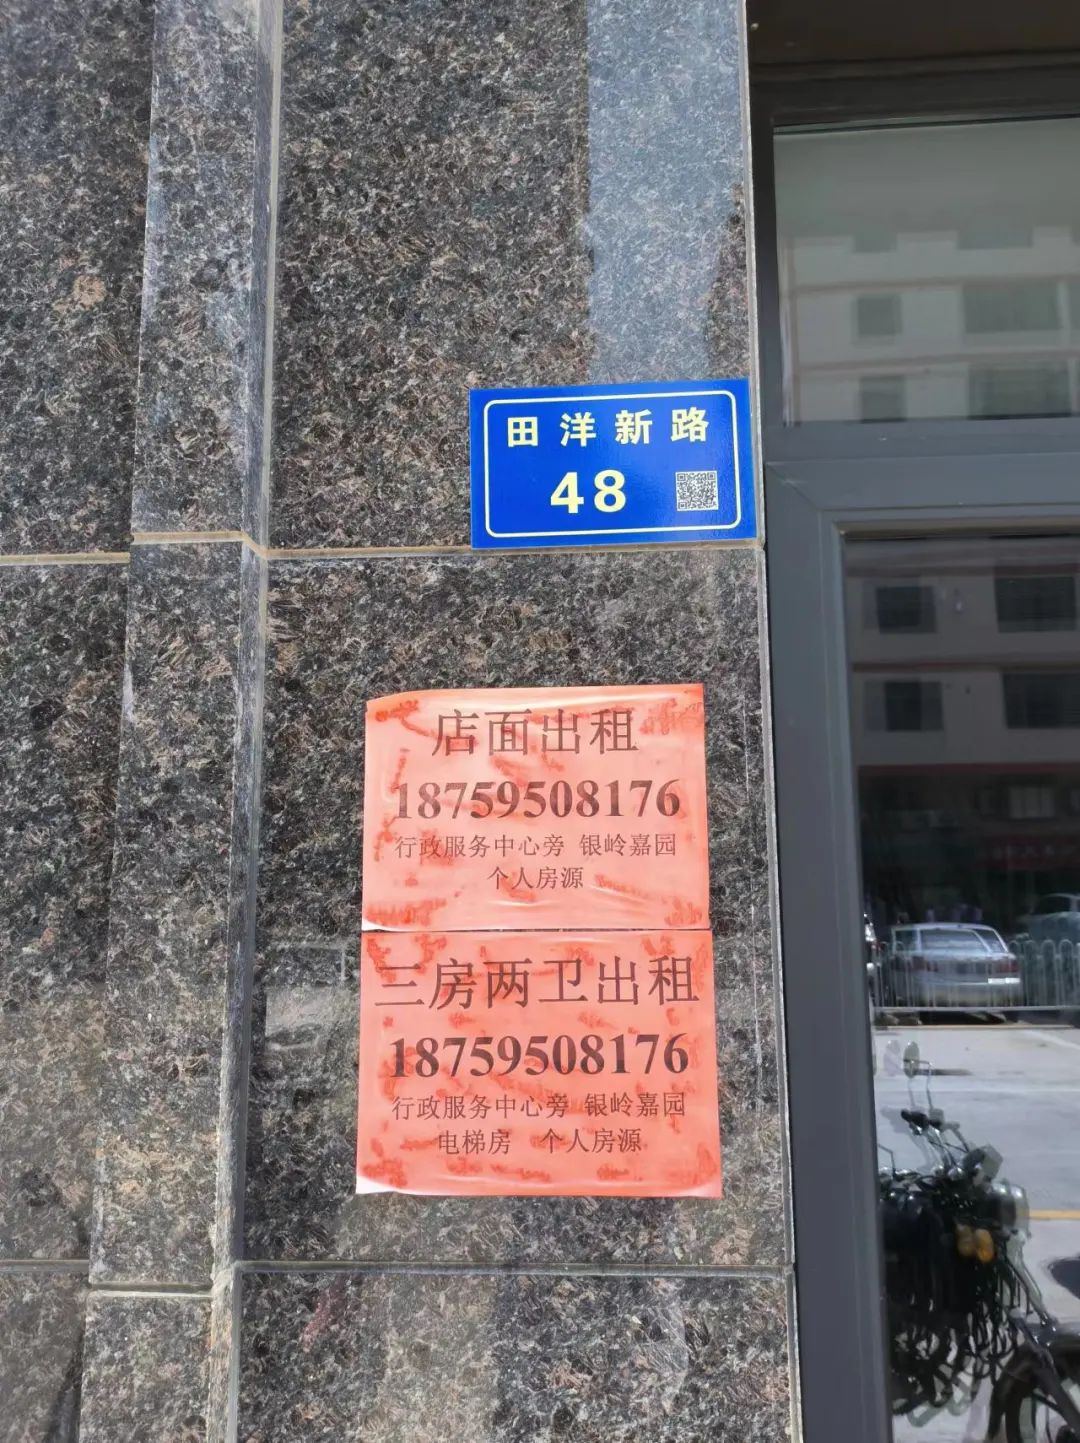 田洋新路
48
店面出租
18759508176
行政服务中心旁 银岭嘉园
个人房源
三房两卫出租
18759508176
行政服务中心旁 银岭嘉园
电梯房 个人房源